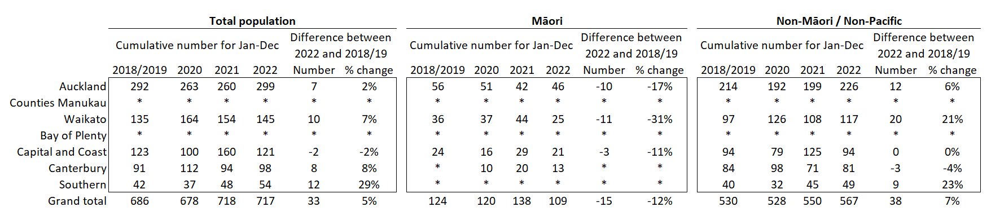 Total population Māori Non-Māori / Non-Pacific
Cumulative number for Jan-Dec Difference between 2022 and 2018/19 Cumulative number for Jan-Dec Difference between 2022 and 2018/19 Cumulative number for Jan-Dec Difference between 2022 and 2018/19
2018/2019 2020 2021 2022 Number % change 2018/2019 2020 2021 2022 Number % change 2018/2019 2020 2021 2022 Number % change
Auckland 292 263 260 299 7 2% 56 51 42 46 -10 -17% 214 192 199 226 12 6%
Counties Manukau * * * * * * * * * * * * * * * * * *
Waikato 135 164 154 145 10 7% 36 37 44 25 -11 -31% 97 126 108 117 20 21%
Bay of Plenty * * * * * * * * * * * * * * * * * *
Capital and Coast 123 100 160 121 -2 -2% 24 16 29 21 -3 -11% 94 79 125 94 0 0%
Canterbury 91 112 94 98 8 8% * 10 20 13 * * 84 98 71 81 -3 -4%
Southern 42 37 48 54 12 29% * * * * * * 40 32 45 49 9 23%
Grand total 686 678 718 717 33 5% 124 120 138 109 -15 -12% 530 528 550 567 38 7%